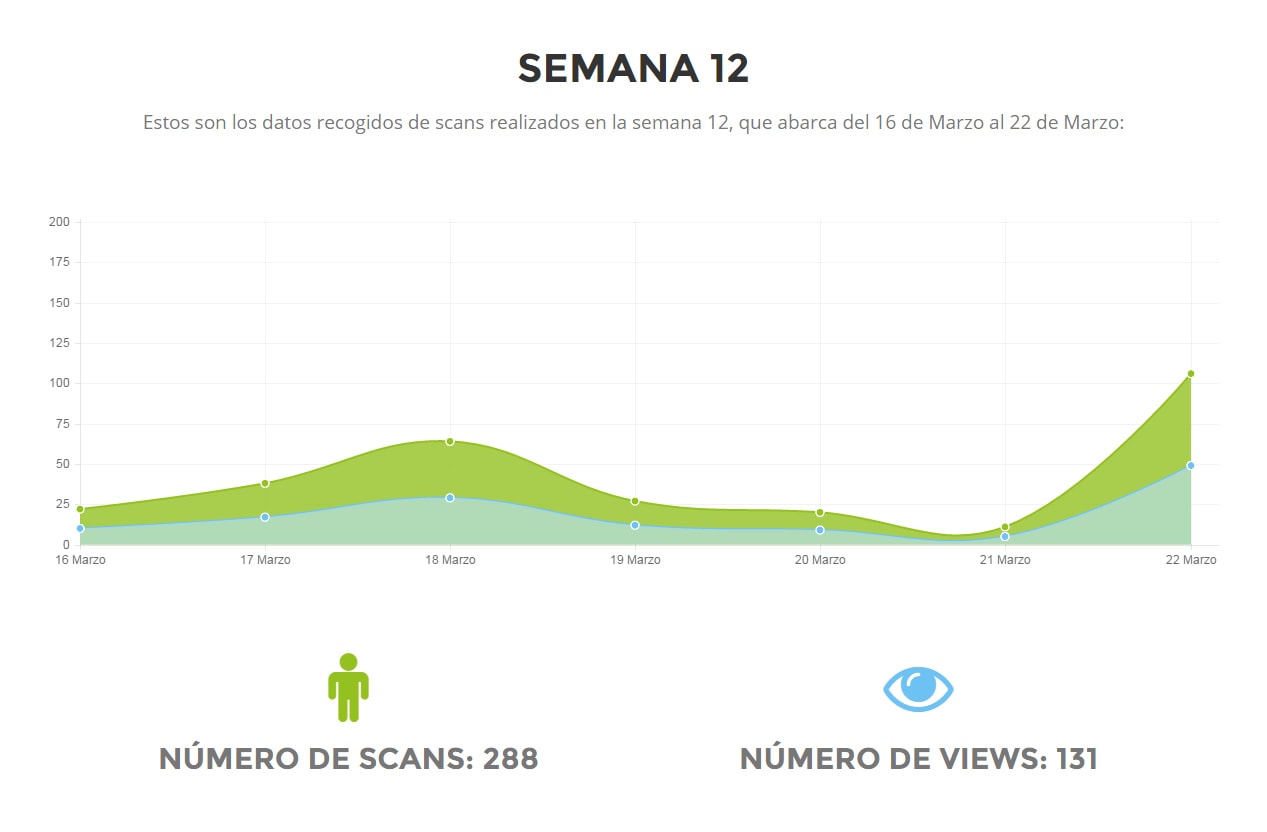 SEMANA 12
Estos son los datos recogidos de scans realizados en la semana 12, que abarca del 16 de Marzo al 22 de Marzo:
200
175
150
125
100
75
50
25
0
16 Marzo 17 Marzo 18 Marzo 19 Marzo 20 Marzo 21 Marzo 22 Marzo
NÚMERO DE SCANS: 288 NÚMERO DE VIEWS: 131